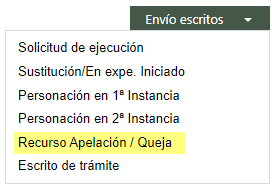 Envío escritos
Solicitud de ejecución
Sustitución/En expe. Iniciado
Personación en 1ª Instancia
Personación en 2ª Instancia
Recurso Apelación / Queja
Escrito de trámite